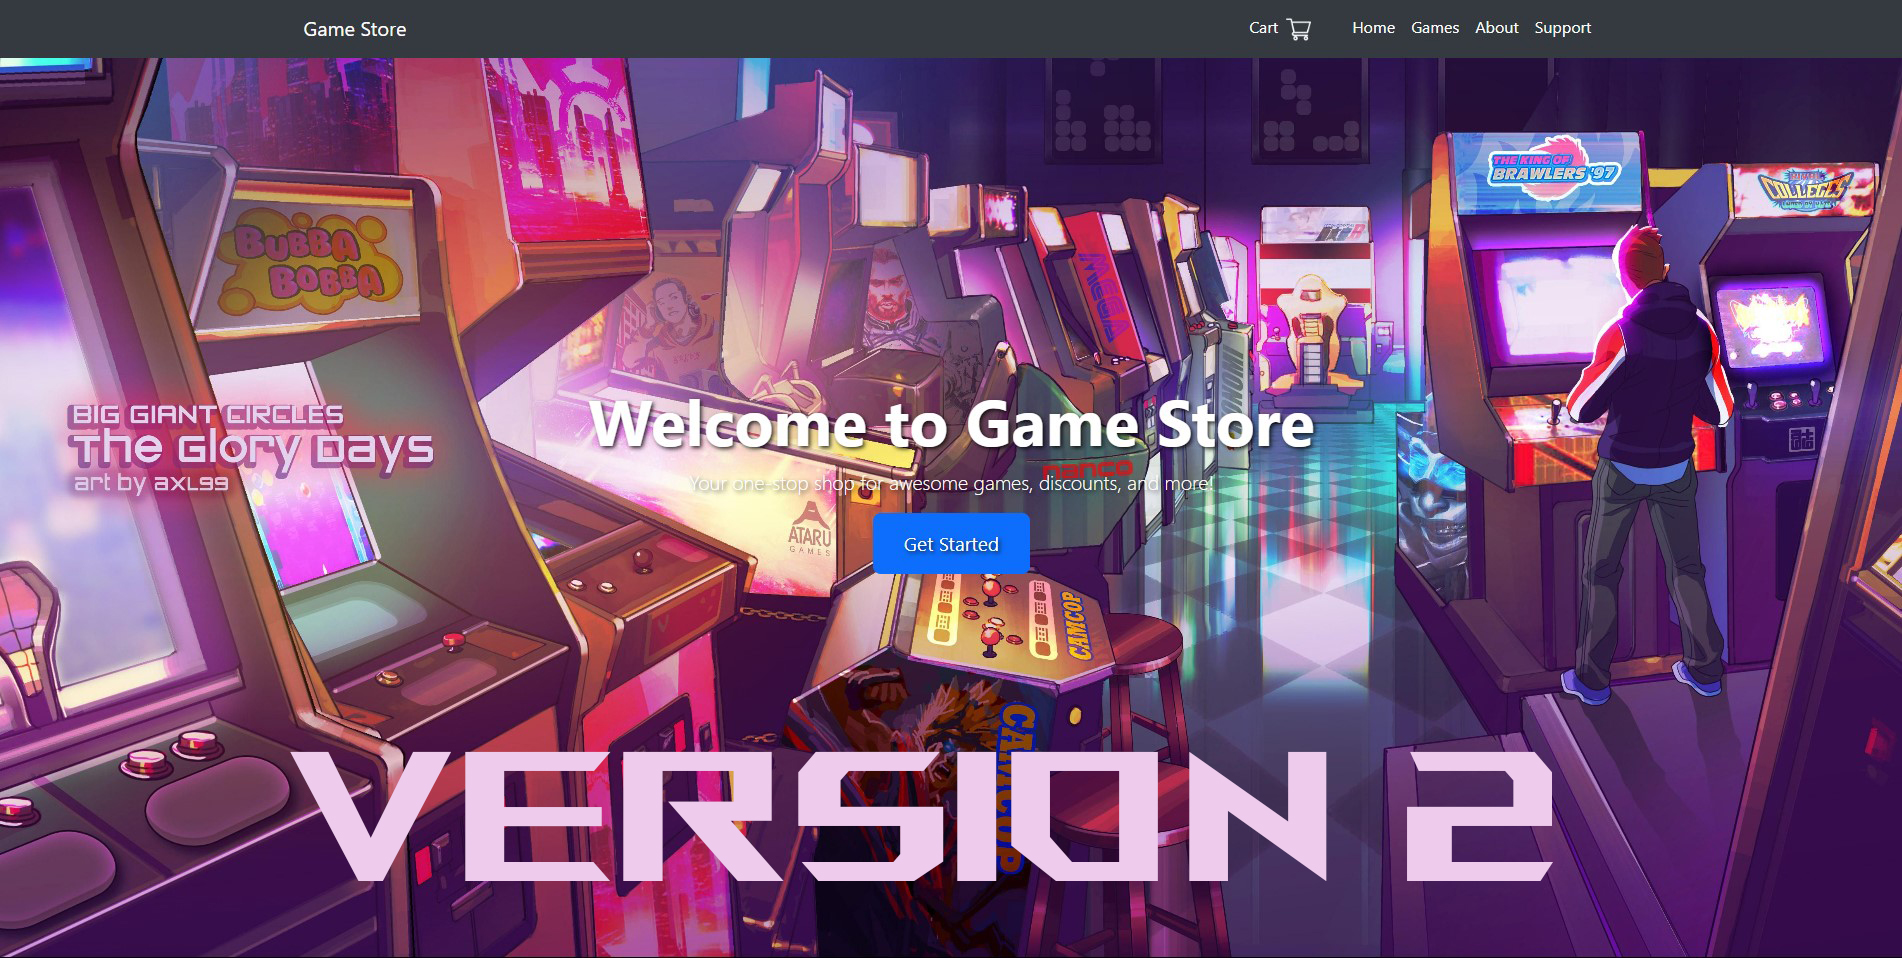 Game Store
Cart
Home
Games
About
Support
THE KING OF
BRAWLERS '97
COLLEGES
BUBBA
BOBBA
MEGA
BIG GIANT CIRCLES
The Glory Days
art by axl99
Welcome to Game Store
nanco
Your one-stop shop for awesome games, discounts, and more!
ATARU
GAMES
Get Started
CAMCOP
CAMCOP
VERSION 2